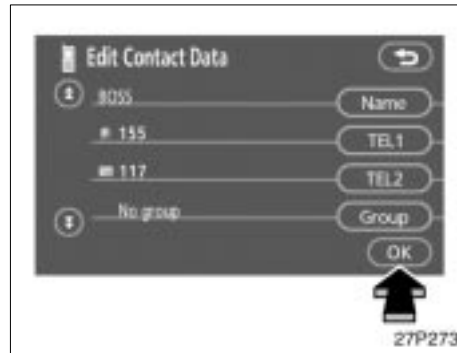 Edit Contact Data
BOSS Name
155 TEL1
117 TEL2
No group Group
OK
27P273